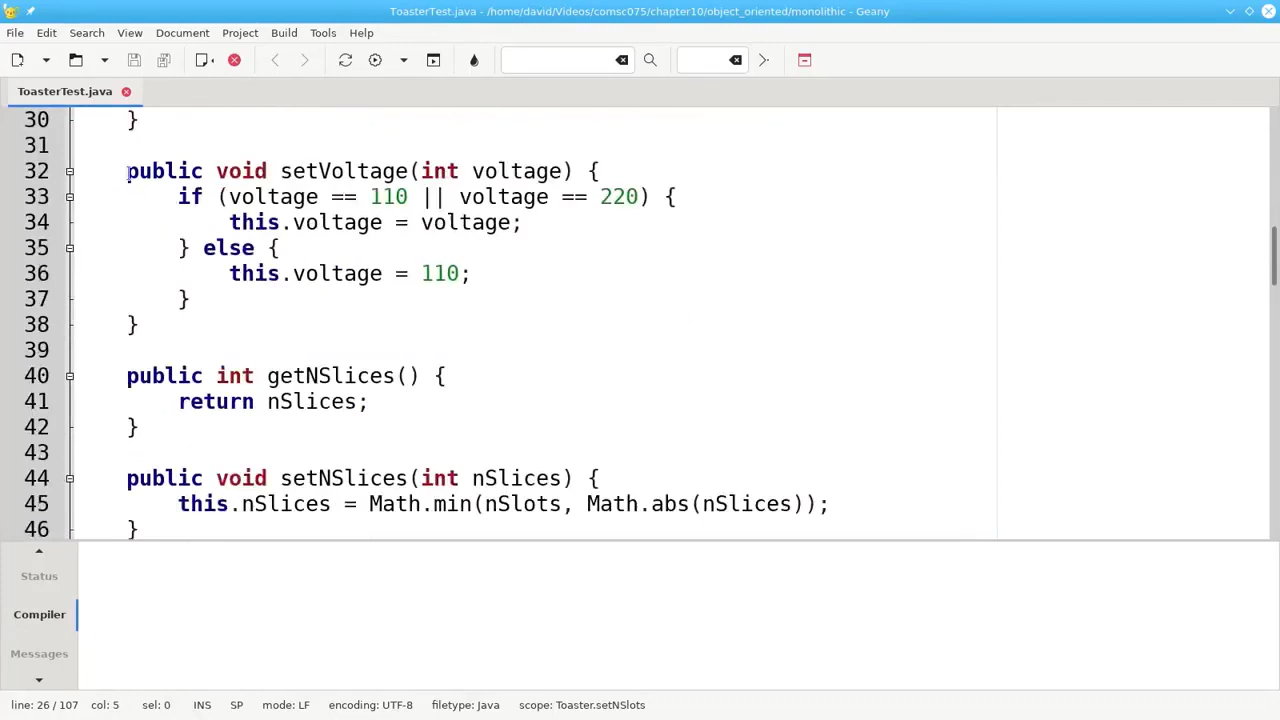 ToasterTest.java - /home/david/Videos/comsc075/chapter10/object_oriented/monolithic - Geany
File Edit Search View Document Project Build Tools Help
ToasterTest.java
30 }
31
32 public void setVoltage(int voltage) {
33 if (voltage == 110 || voltage == 220) {
34 this.voltage = voltage;
35 } else {
36 this.voltage = 110;
37 }
38 }
39
40 public int getNSlices() {
41 return nSlices;
42 }
43
44 public void setNSlices(int nSlices) {
45 this.nSlices = Math.min(nSlots, Math.abs(nSlices));
46 }
Status
Compiler
Messages
line: 26 / 107 col: 5 sel: 0 INS SP mode: LF encoding: UTF-8 filetype: Java scope: Toaster.setNSlots